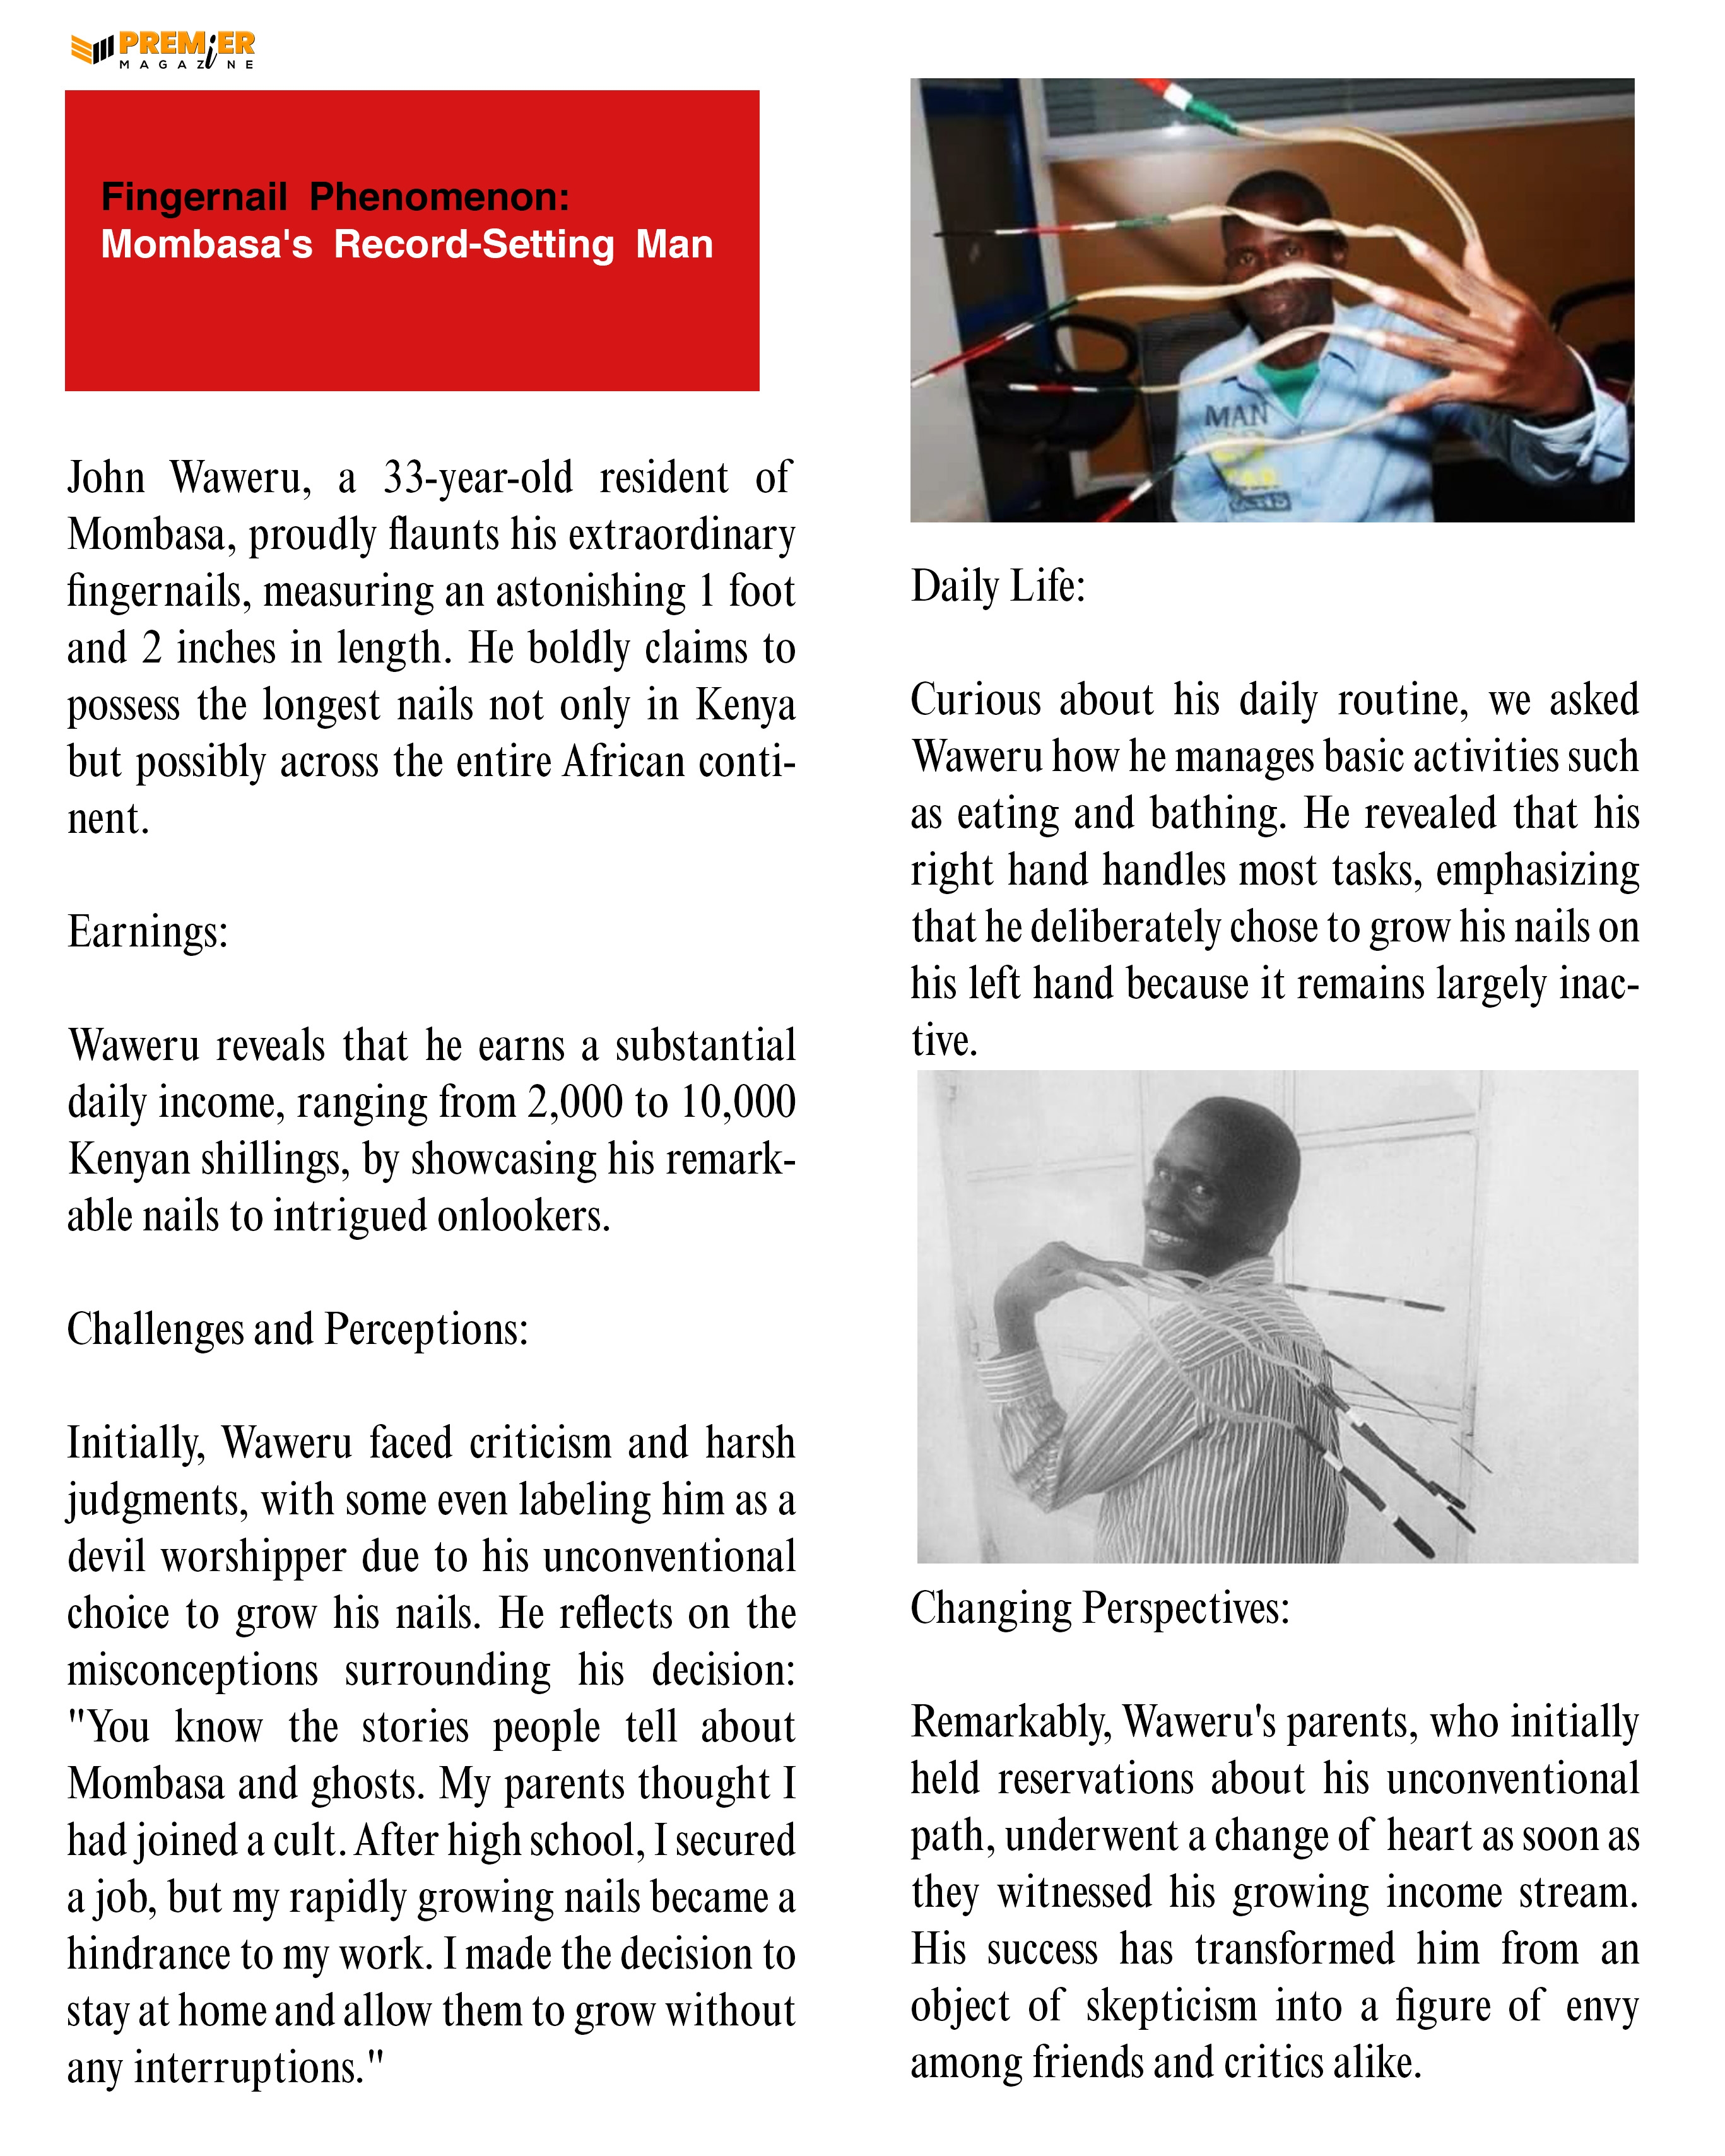 PREMiER
MAGAZiNE
Fingernail Phenomenon:
Mombasa's Record-Setting Man
John Waweru, a 33-year-old resident of
Mombasa, proudly flaunts his extraordinary
fingernails, measuring an astonishing 1 foot
and 2 inches in length. He boldly claims to
possess the longest nails not only in Kenya
but possibly across the entire African conti-
nent.
Earnings:
Waweru reveals that he earns a substantial
daily income, ranging from 2,000 to 10,000
Kenyan shillings, by showcasing his remark-
able nails to intrigued onlookers.
Challenges and Perceptions:
Initially, Waweru faced criticism and harsh
judgments, with some even labeling him as a
devil worshipper due to his unconventional
choice to grow his nails. He reflects on the
misconceptions surrounding his decision:
"You know the stories people tell about
Mombasa and ghosts. My parents thought I
had joined a cult. After high school, I secured
a job, but my rapidly growing nails became a
hindrance to my work. I made the decision to
stay at home and allow them to grow without
any interruptions."
MAN
Daily Life:
Curious about his daily routine, we asked
Waweru how he manages basic activities such
as eating and bathing. He revealed that his
right hand handles most tasks, emphasizing
that he deliberately chose to grow his nails on
his left hand because it remains largely inac-
tive.
Changing Perspectives:
Remarkably, Waweru's parents, who initially
held reservations about his unconventional
path, underwent a change of heart as soon as
they witnessed his growing income stream.
His success has transformed him from an
object of skepticism into a figure of envy
among friends and critics alike.